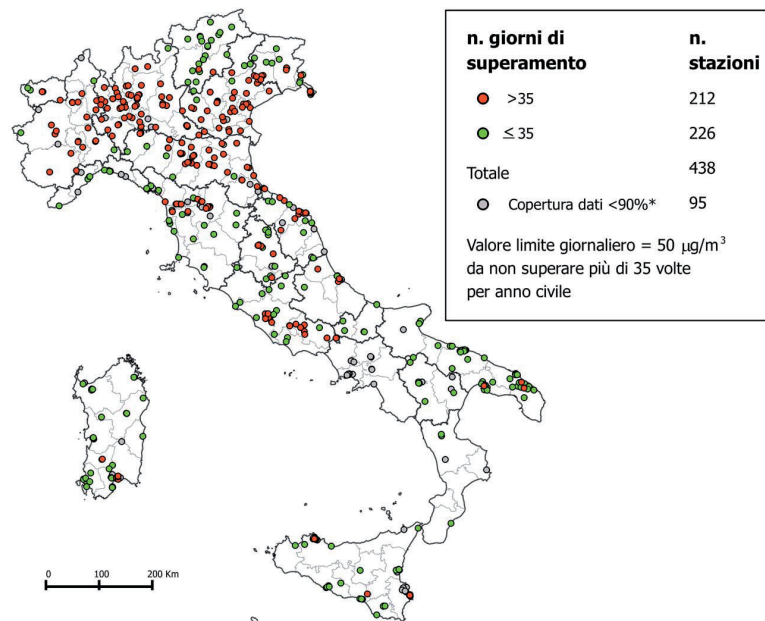 n. giorni di superamento
n. stazioni
>35
212
≤ 35
226
Totale
438
Copertura dati <90%*
95
Valore limite giornaliero = 50 µg/m³
da non superare più di 35 volte
per anno civile
0 100 200 Km